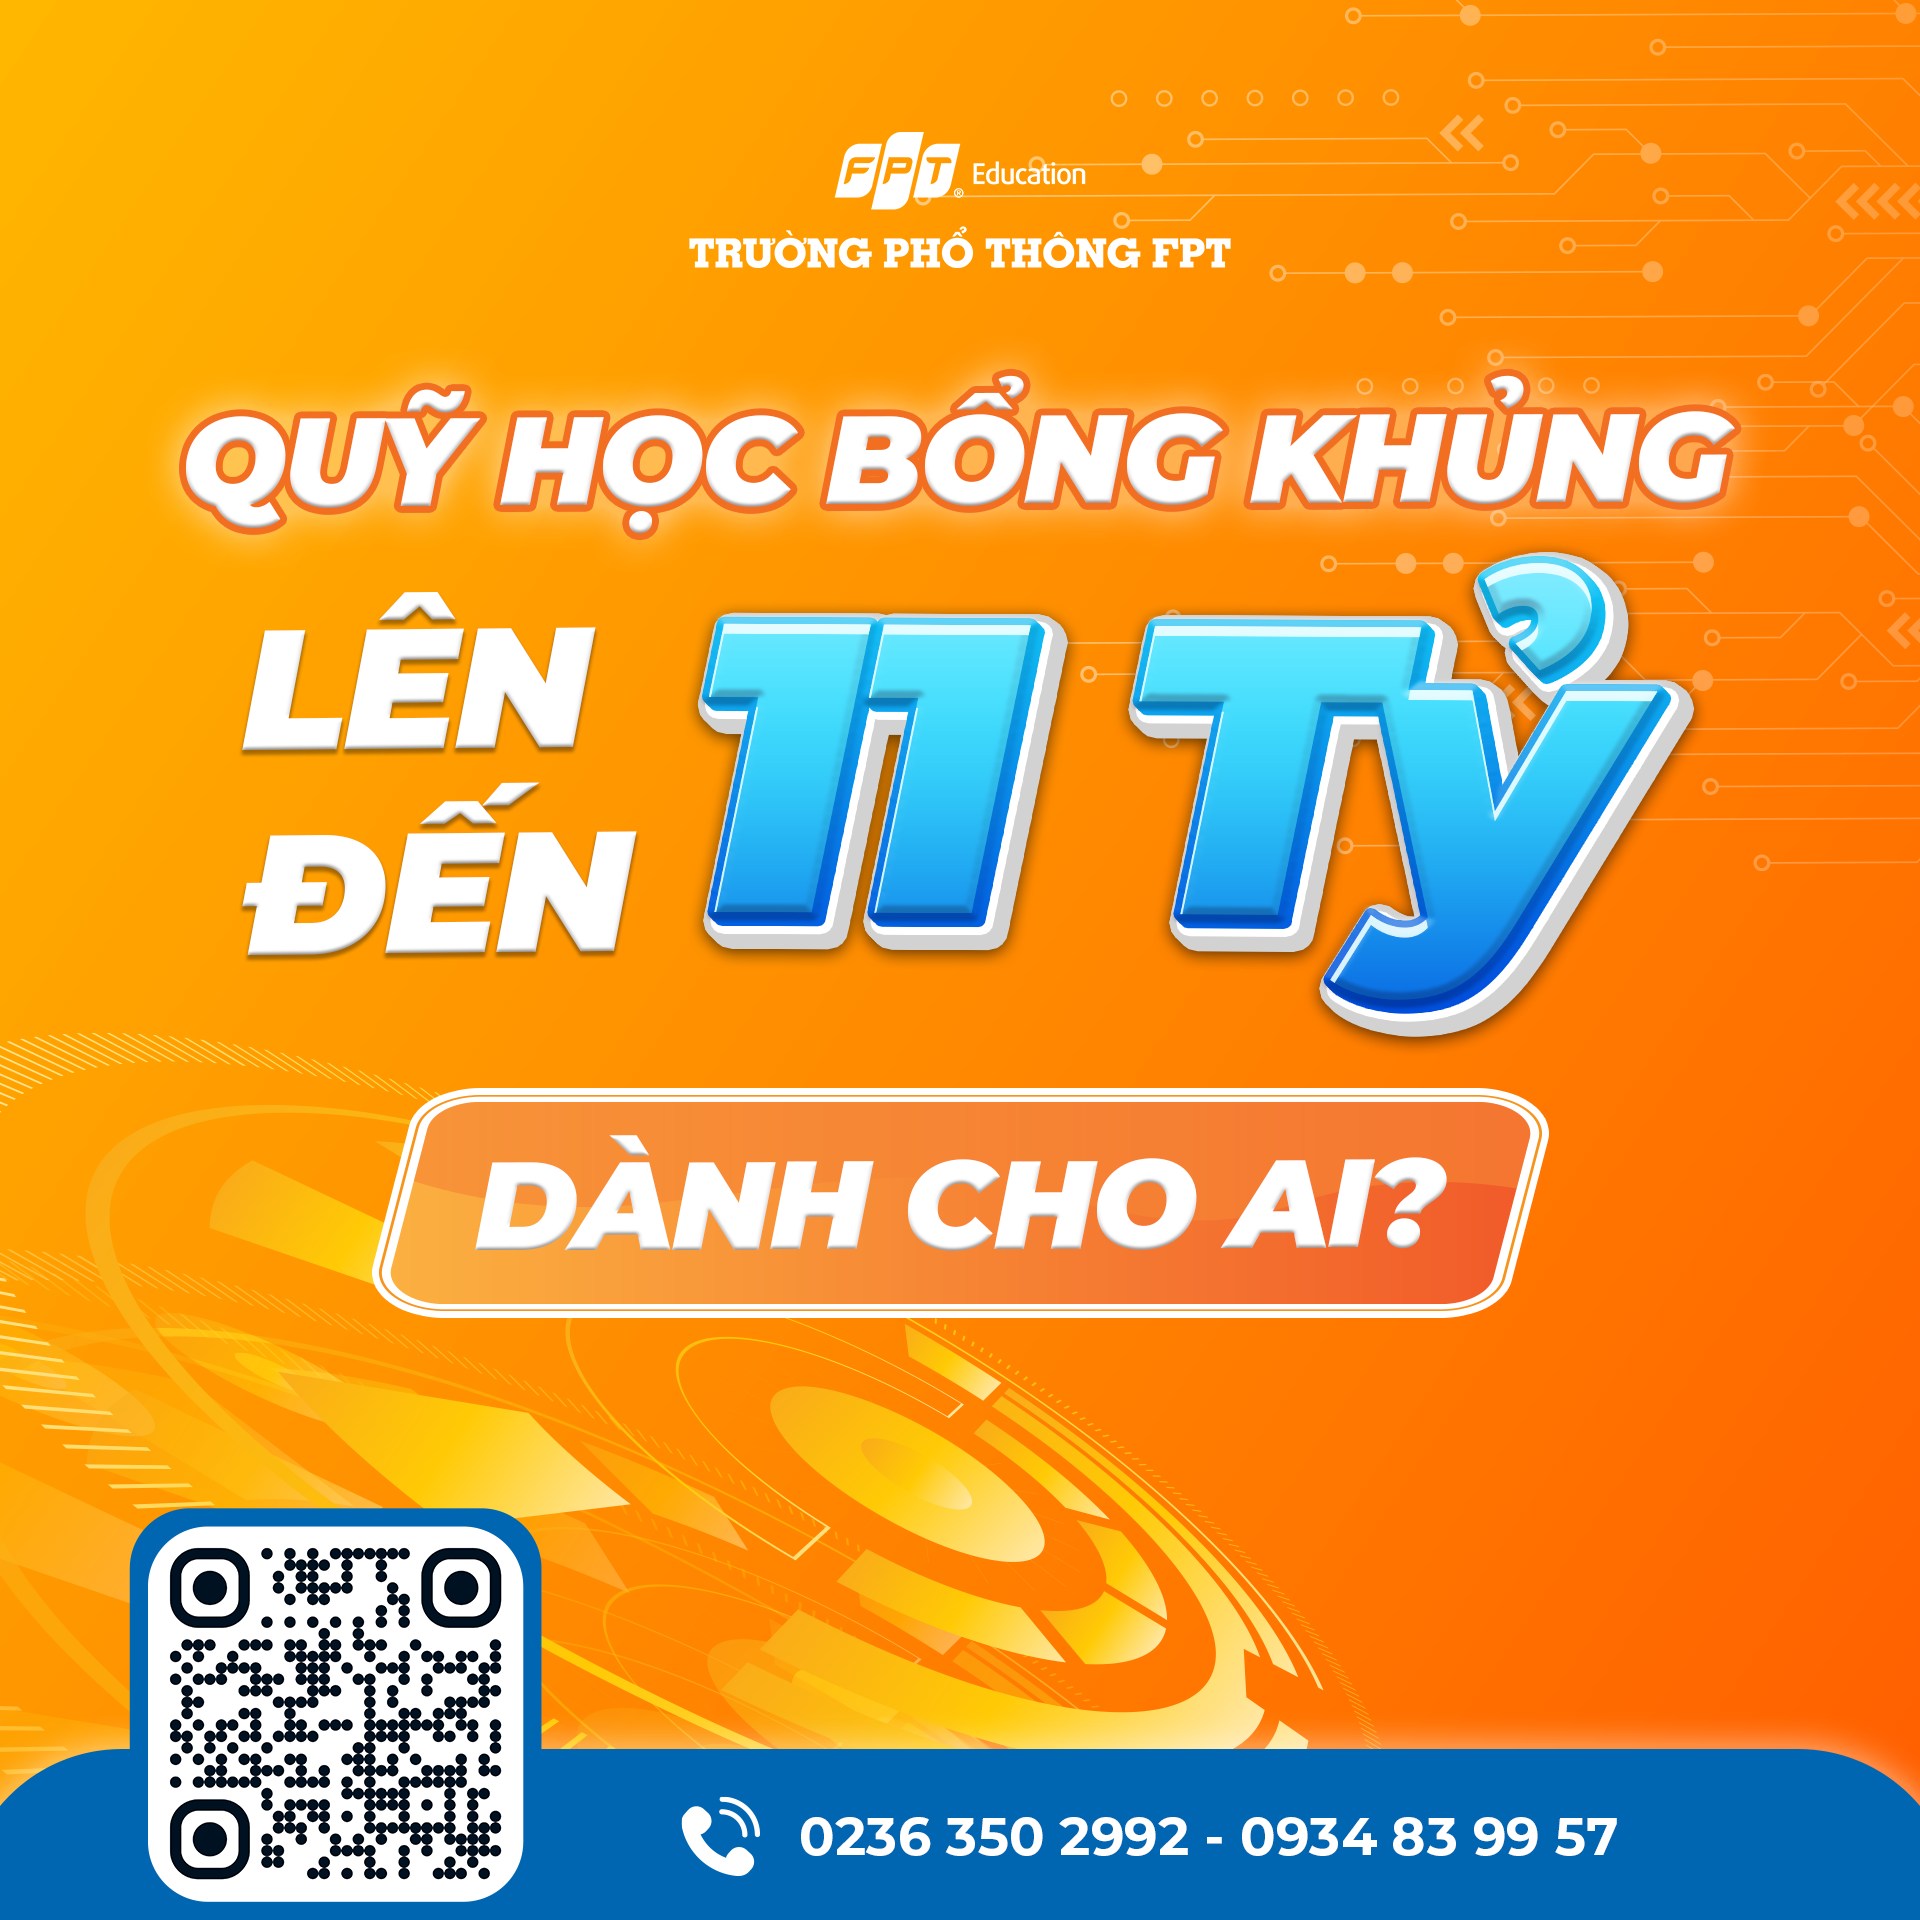 FPT Education
TRƯỜNG PHỔ THÔNG FPT
QUỸ HỌC BỔNG KHỦNG
LÊN
ĐẾN
11 Tỷ
DÀNH CHO AI?
0236 350 2992 - 0934 83 99 57